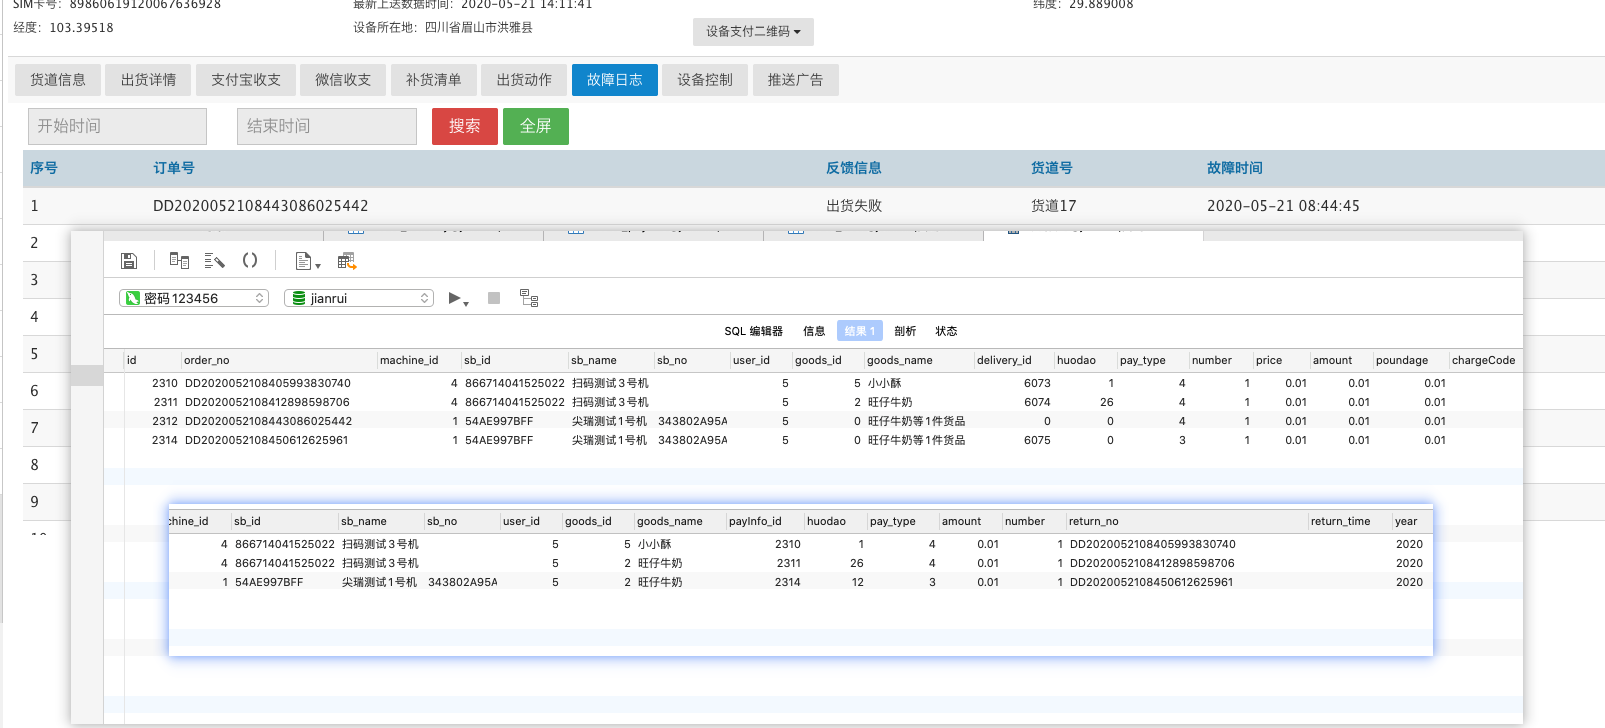 SIM卡号：89860619120067636928 最新上送数据时间：2020-05-21 14:11:41 纬度：29.889008
经度：103.39518 设备所在地：四川省眉山市洪雅县 设备支付二维码
货道信息 出货详情 支付宝收支 微信收支 补货清单 出货动作 故障日志 设备控制 推送广告
开始时间 结束时间 搜索 全屏
序号 订单号 反馈信息 货道号 故障时间
1 DD2020052108443086025442 出货失败 货道17 2020-05-21 08:44:45
2
3
4
5
6
7
8
9
密码123456 jianrui
SQL 编辑器 信息 结果 1 剖析 状态
id order_no machine_id sb_id sb_name sb_no user_id goods_id goods_name delivery_id huodao pay_type number price amount poundage chargeCode
2310 DD2020052108405993830740 4 866714041525022 扫码测试3号机 5 5 小小酥 6073 1 4 1 0.01 0.01 0.01
2311 DD2020052108412898598706 4 866714041525022 扫码测试3号机 5 2 旺仔牛奶 6074 26 4 1 0.01 0.01 0.01
2312 DD2020052108443086025442 1 54AE997BFF 尖瑞测试1号机 343802A95A 5 0 旺仔牛奶等1件货品 0 0 4 1 0.01 0.01 0.01
2314 DD2020052108450612625961 1 54AE997BFF 尖瑞测试1号机 343802A95A 5 0 旺仔牛奶等1件货品 6075 0 3 1 0.01 0.01 0.01
chine_id sb_id sb_name sb_no user_id goods_id goods_name payInfo_id huodao pay_type amount number return_no return_time year
4 866714041525022 扫码测试3号机 5 5 小小酥 2310 1 4 0.01 1 DD2020052108405993830740 2020
4 866714041525022 扫码测试3号机 5 2 旺仔牛奶 2311 26 4 0.01 1 DD2020052108412898598706 2020
1 54AE997BFF 尖瑞测试1号机 343802A95A 5 2 旺仔牛奶 2314 12 3 0.01 1 DD2020052108450612625961 2020